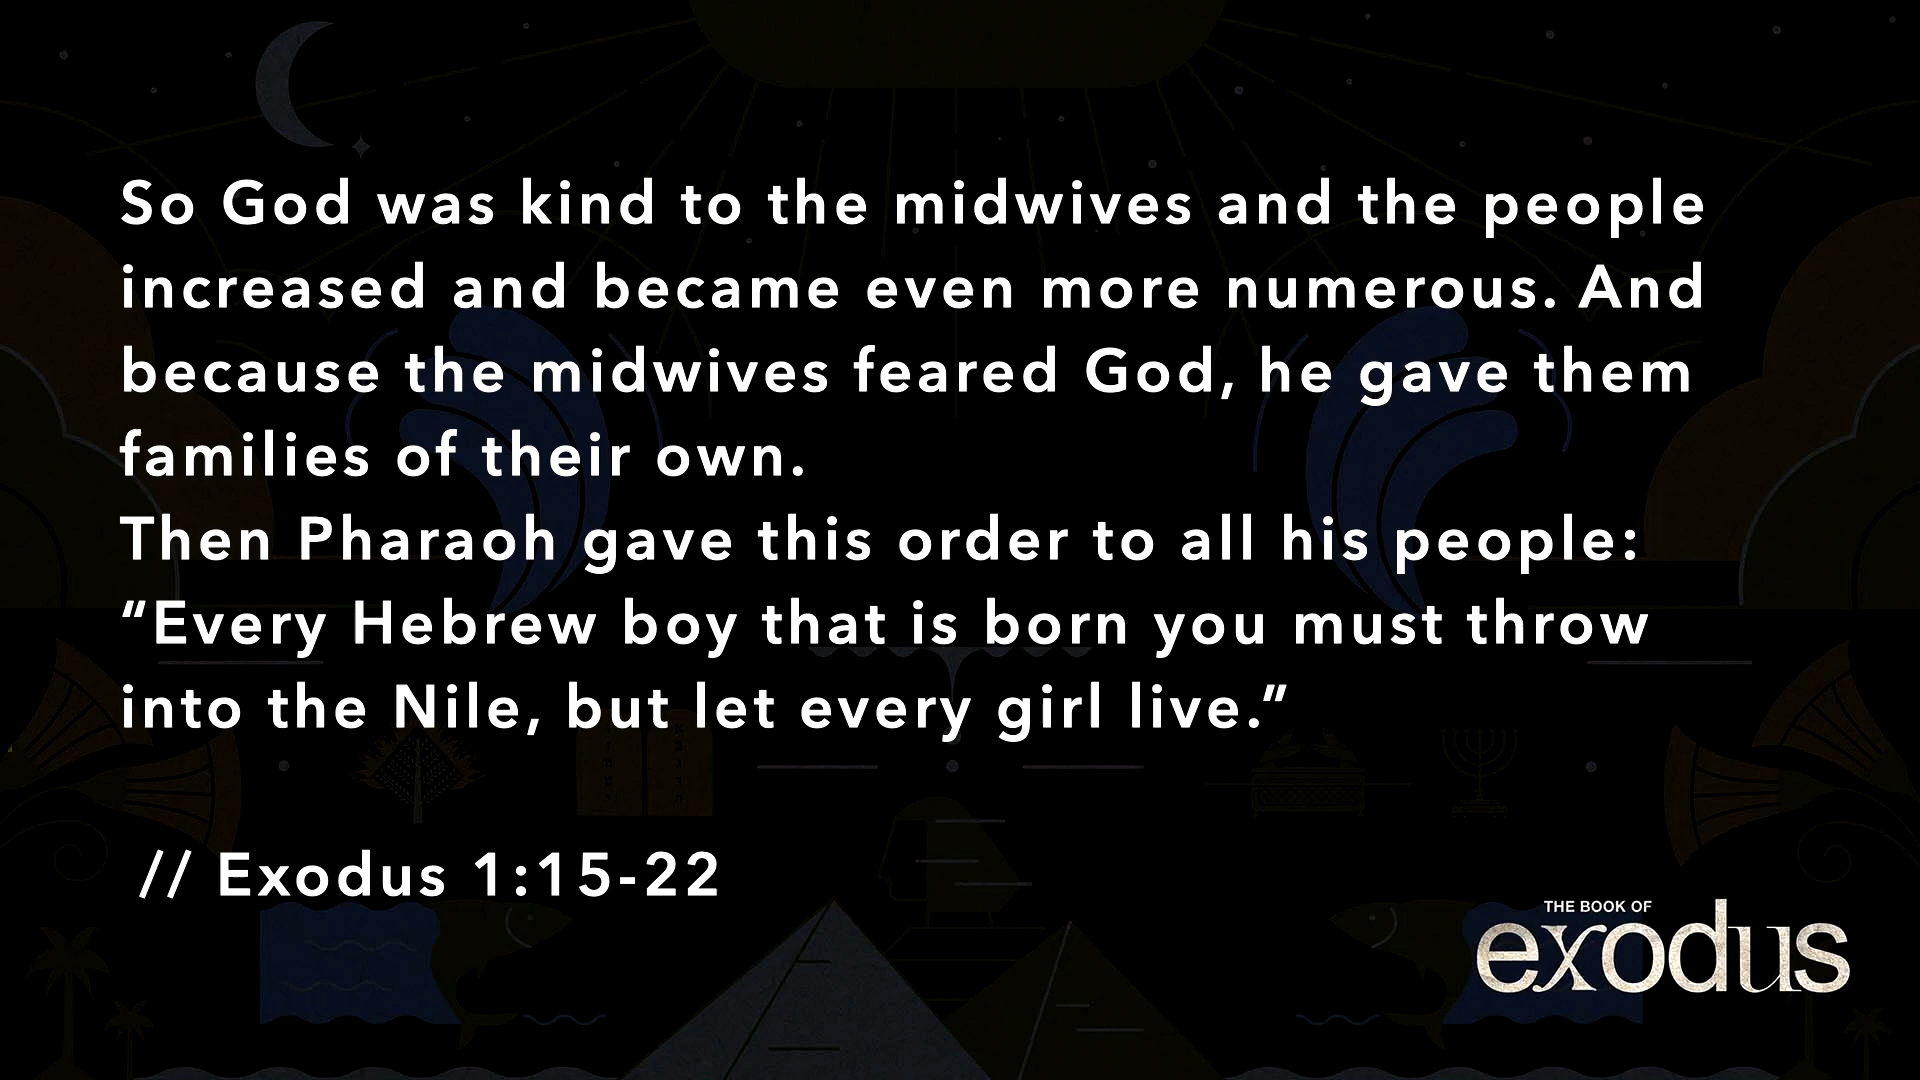 So God was kind to the midwives and the people
increased and became even more numerous. And
because the midwives feared God, he gave them
families of their own.
Then Pharaoh gave this order to all his people:
“Every Hebrew boy that is born you must throw
into the Nile, but let every girl live.”
// Exodus 1:15-22
THE BOOK OF
exodus